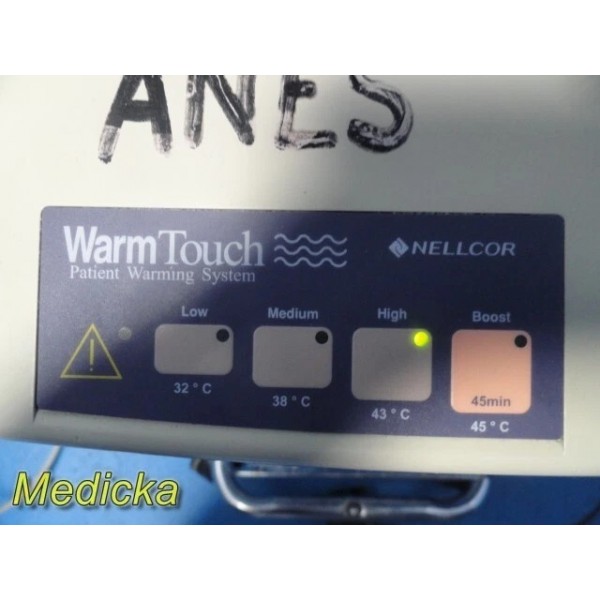 ANES
WarmTouch NELLCOR
Patient Warming System
Low Medium High Boost
45min
32 ° C 38 ° C 43 ° C 45 ° C
Medicka